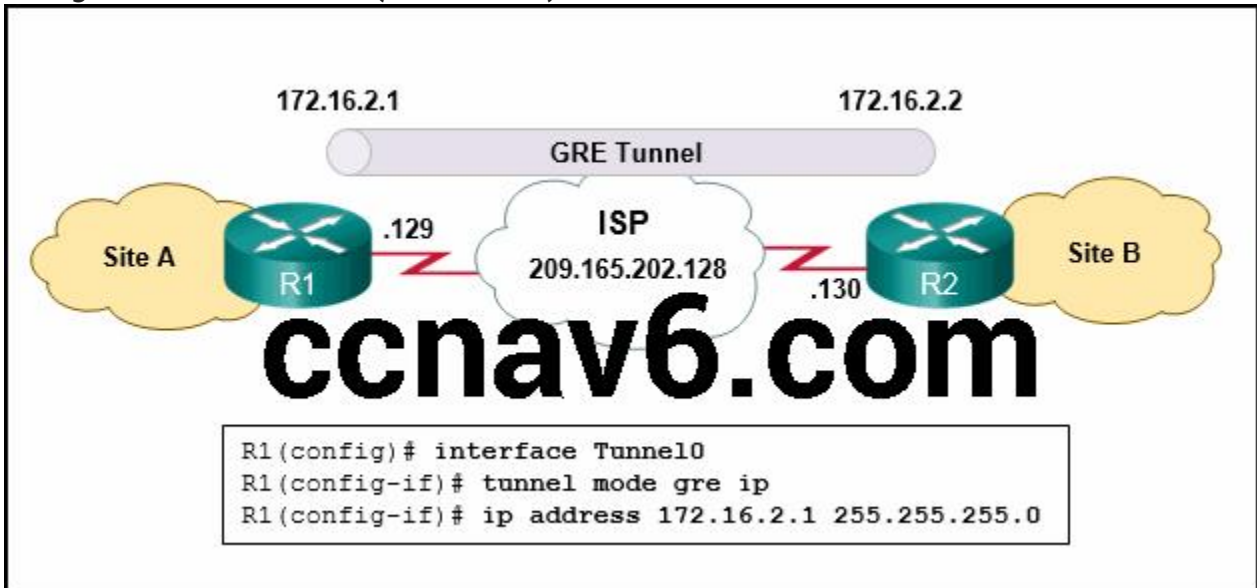 172.16.2.1
172.16.2.2
GRE Tunnel
Site A
R1
.129
ISP
209.165.202.128
.130
R2
Site B
ccnav6.com
R1(config)# interface Tunnel0
R1(config-if)# tunnel mode gre ip
R1(config-if)# ip address 172.16.2.1 255.255.255.0